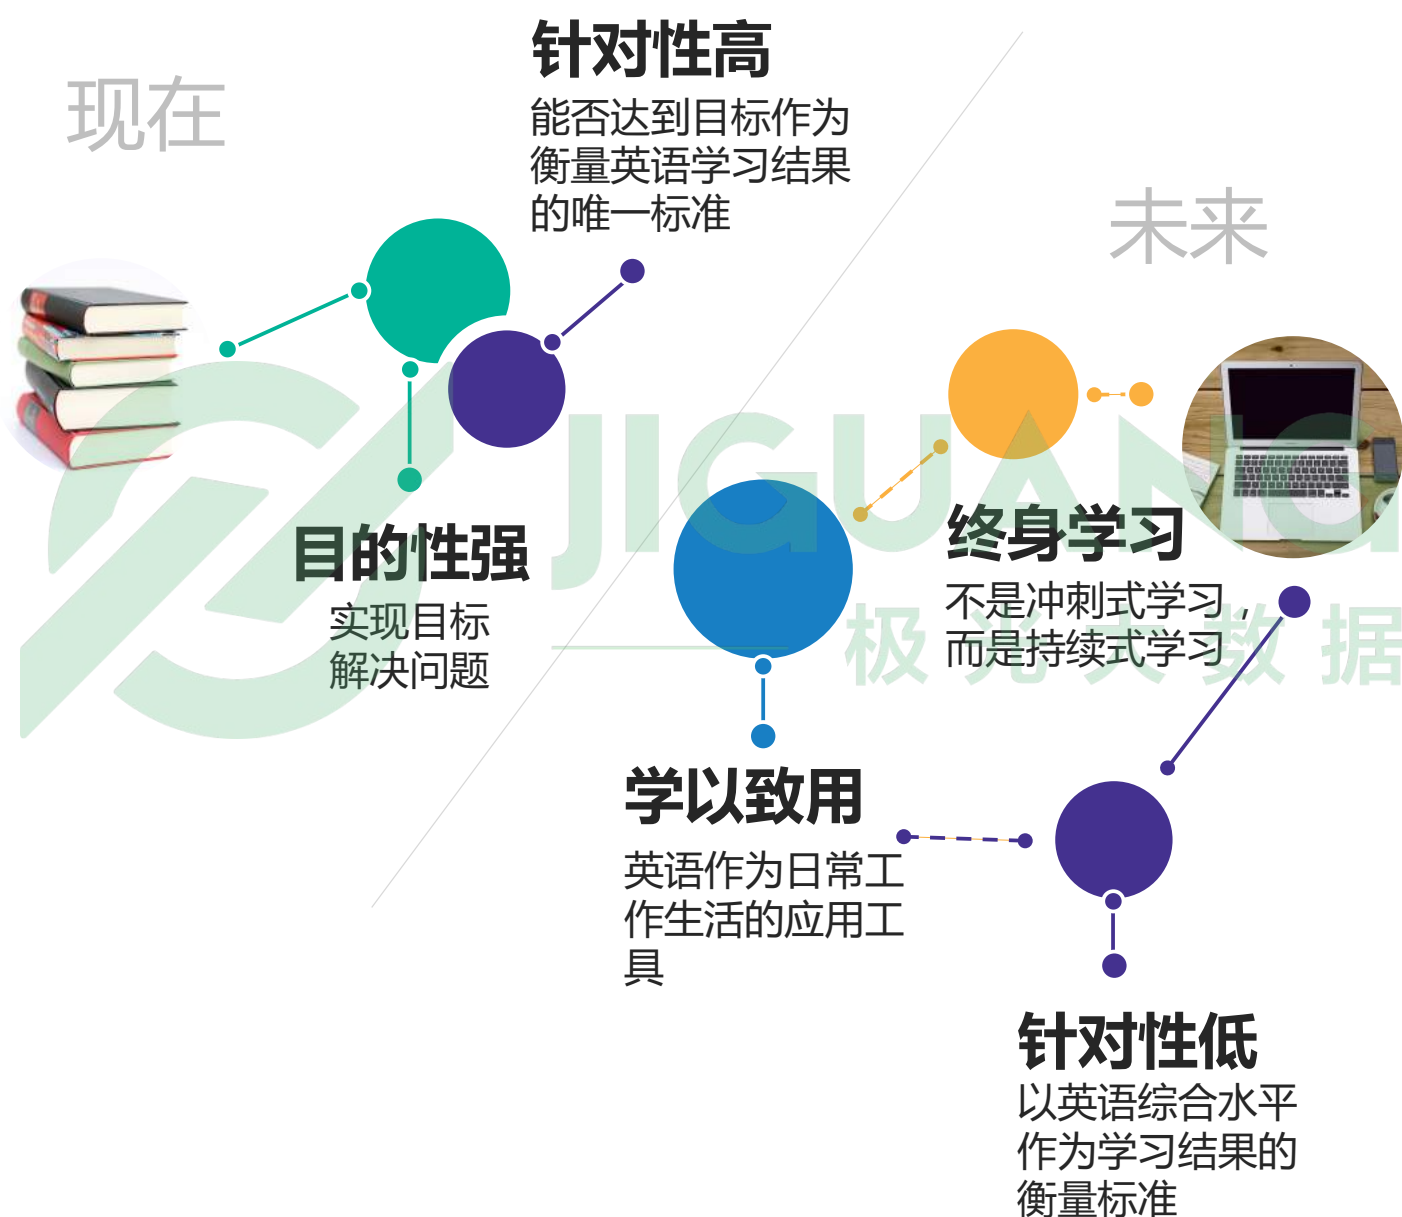 现在
针对性高
能否达到目标作为
衡量英语学习结果
的唯一标准
目的性强
实现目标
解决问题
未来
终身学习
不是冲刺式学习，
而是持续式学习
学以致用
英语作为日常工
作生活的应用工
具
针对性低
以英语综合水平
作为学习结果的
衡量标准
JIGUANG
极光大数据